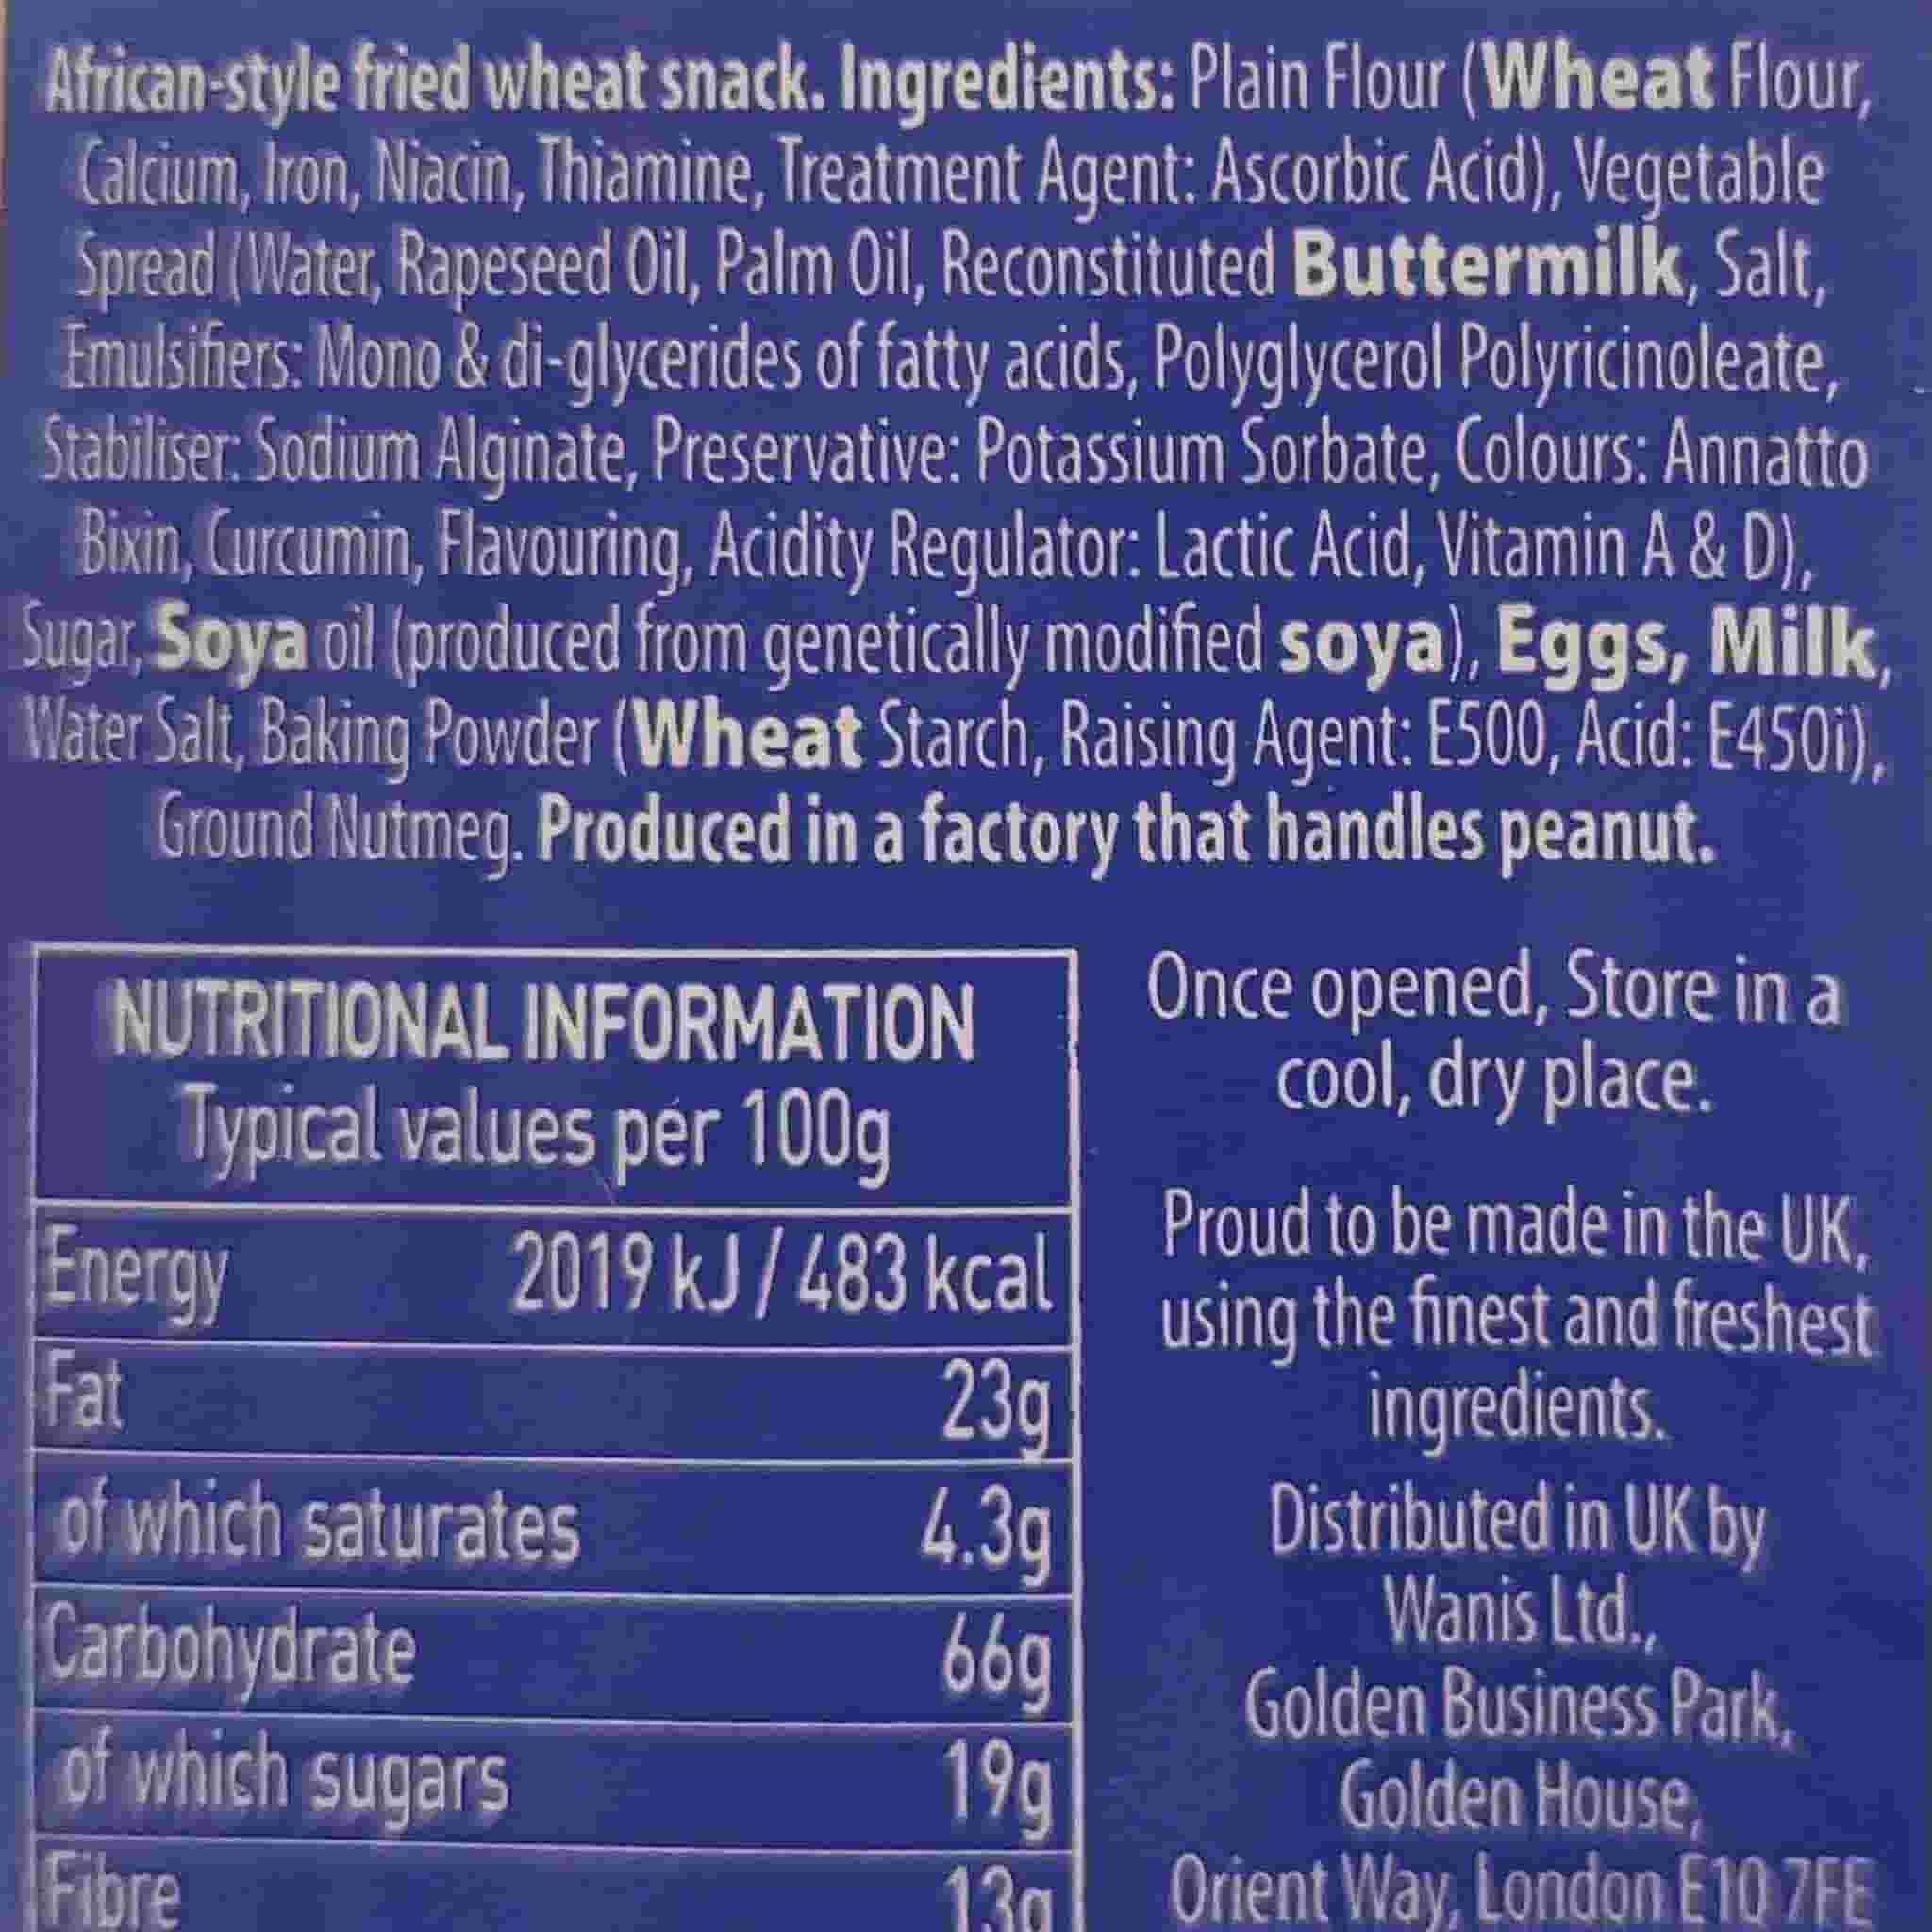 African-style fried wheat snack. Ingredients: Plain Flour (Wheat Flour,
Calcium, Iron, Niacin, Thiamine, Treatment Agent: Ascorbic Acid), Vegetable
Spread (Water, Rapeseed Oil, Palm Oil, Reconstituted Buttermilk, Salt,
Emulsifiers: Mono & di-glycerides of fatty acids, Polyglycerol Polyricinoleate,
Stabiliser: Sodium Alginate, Preservative: Potassium Sorbate, Colours: Annatto
Bixin, Curcumin, Flavouring, Acidity Regulator: Lactic Acid, Vitamin A & D),
Sugar, Soya oil (produced from genetically modified soya), Eggs, Milk,
Water Salt, Baking Powder (Wheat Starch, Raising Agent: E500, Acid: E450i),
Ground Nutmeg. Produced in a factory that handles peanut.
NUTRITIONAL INFORMATION
Typical values per 100g
Energy 2019 kJ / 483 kcal
Fat 23g
of which saturates 4.3g
Carbohydrate 66g
of which sugars 19g
Fibre 13g
Once opened, Store in a
cool, dry place.
Proud to be made in the UK,
using the finest and freshest
ingredients.
Distributed in UK by
Wanis Ltd.,
Golden Business Park,
Golden House,
Orient Way, London E10 7FE